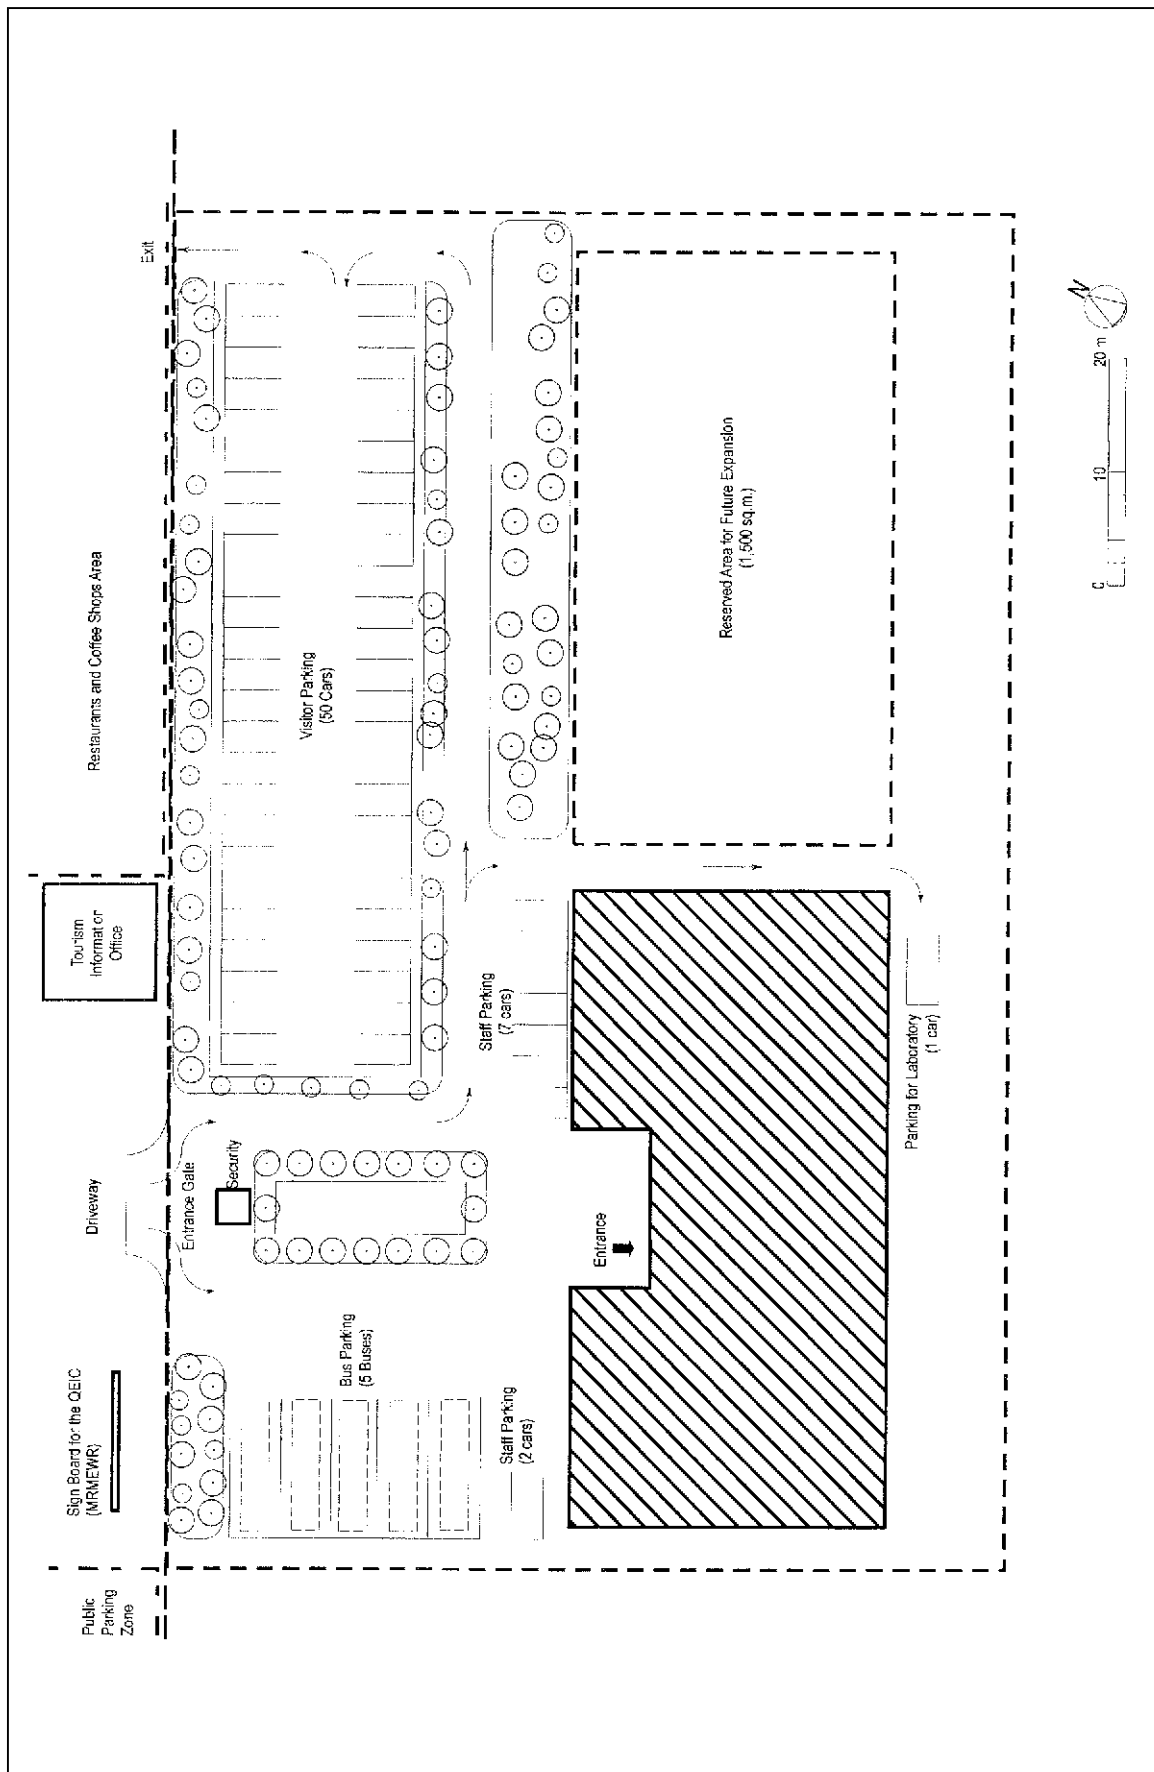 Public
Parking
Zone
Sign Board for the QEIC
(MRMEWR)
Driveway
Tourism
Information
Office
Restaurants and Coffee Shops Area
Exit
Entrance Gate
Security
Visitor Parking
(50 Cars)
Bus Parking
(5 Buses)
Staff Parking
(2 cars)
Staff Parking
(7 cars)
Entrance
Reserved Area for Future Expansion
(1,500 sq.m.)
Parking for Laboratory
(1 car)
0 10 20 m
N